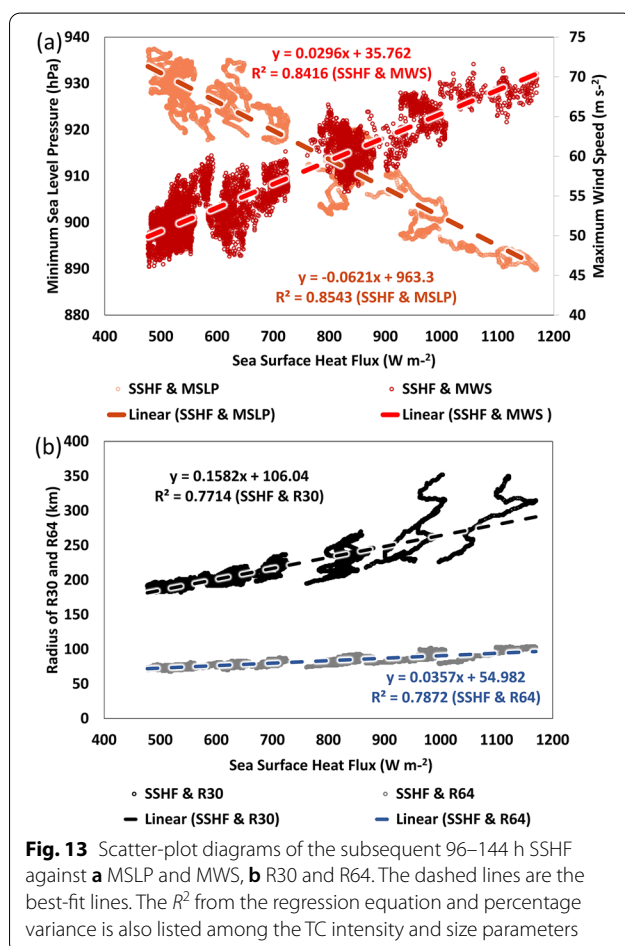 (a)
940
930
920
910
900
890
880
Minimum Sea Level Pressure (hPa)
y = 0.0296x + 35.762
R² = 0.8416 (SSHF & MWS)
y = -0.0621x + 963.3
R² = 0.8543 (SSHF & MSLP)
75
70
65
60
55
50
45
40
Maximum Wind Speed (m s-²)
400 500 600 700 800 900 1000 1100 1200
Sea Surface Heat Flux (W m-²)
SSHF & MSLP SSHF & MWS
Linear (SSHF & MSLP) Linear (SSHF & MWS )
(b)
400
350
300
250
200
150
100
50
0
Radius of R30 and R64 (km)
y = 0.1582x + 106.04
R² = 0.7714 (SSHF & R30)
y = 0.0357x + 54.982
R² = 0.7872 (SSHF & R64)
400 500 600 700 800 900 1000 1100 1200
Sea Surface Heat Flux (W m-²)
SSHF & R30 SSHF & R64
Linear (SSHF & R30) Linear (SSHF & R64)
Fig. 13 Scatter-plot diagrams of the subsequent 96–144 h SSHF
against a MSLP and MWS, b R30 and R64. The dashed lines are the
best-fit lines. The R² from the regression equation and percentage
variance is also listed among the TC intensity and size parameters